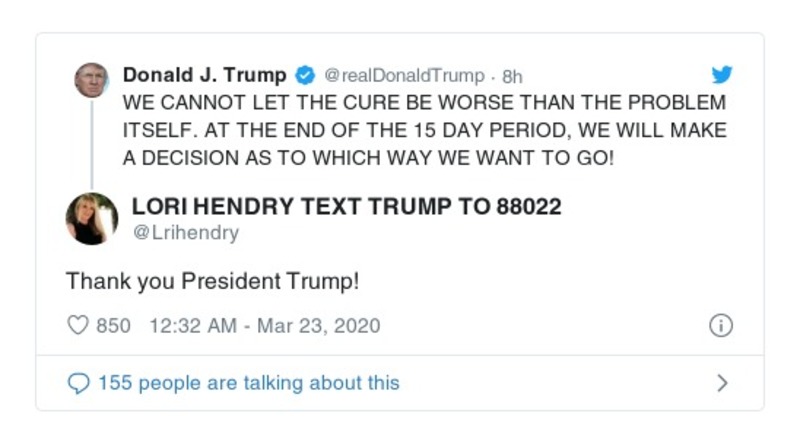 Donald J. Trump @realDonaldTrump · 8h
WE CANNOT LET THE CURE BE WORSE THAN THE PROBLEM
ITSELF. AT THE END OF THE 15 DAY PERIOD, WE WILL MAKE
A DECISION AS TO WHICH WAY WE WANT TO GO!
LORI HENDRY TEXT TRUMP TO 88022
@Lrihendry
Thank you President Trump!
850 12:32 AM - Mar 23, 2020
155 people are talking about this